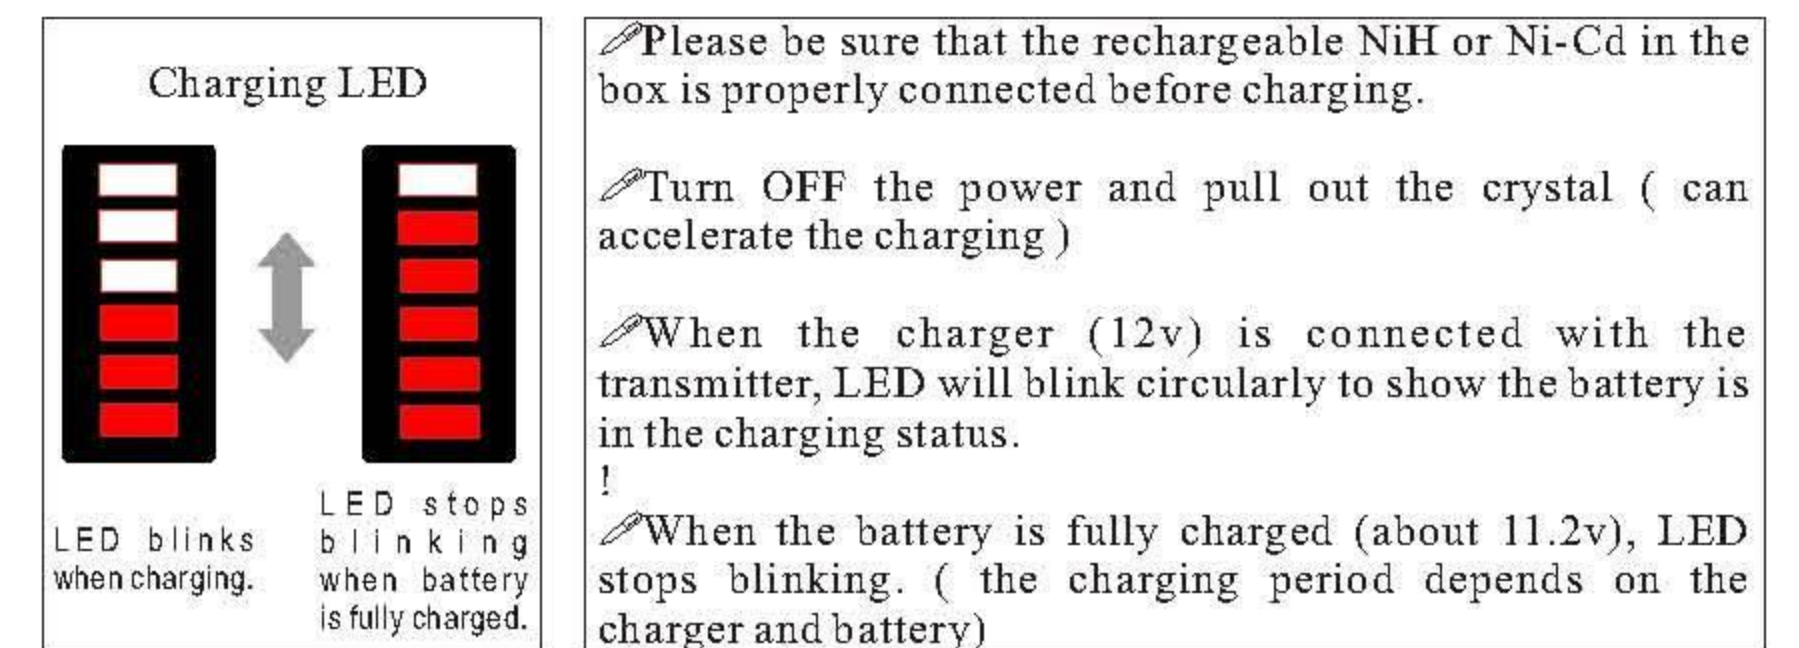 Charging LED
LED blinks
when charging.
LED stops
blinking
when battery
is fully charged.
Please be sure that the rechargeable NiH or Ni-Cd in the
box is properly connected before charging.
Turn OFF the power and pull out the crystal ( can
accelerate the charging )
When the charger (12v) is connected with the
transmitter, LED will blink circularly to show the battery is
in the charging status.
!
When the battery is fully charged (about 11.2v), LED
stops blinking. ( the charging period depends on the
charger and battery)